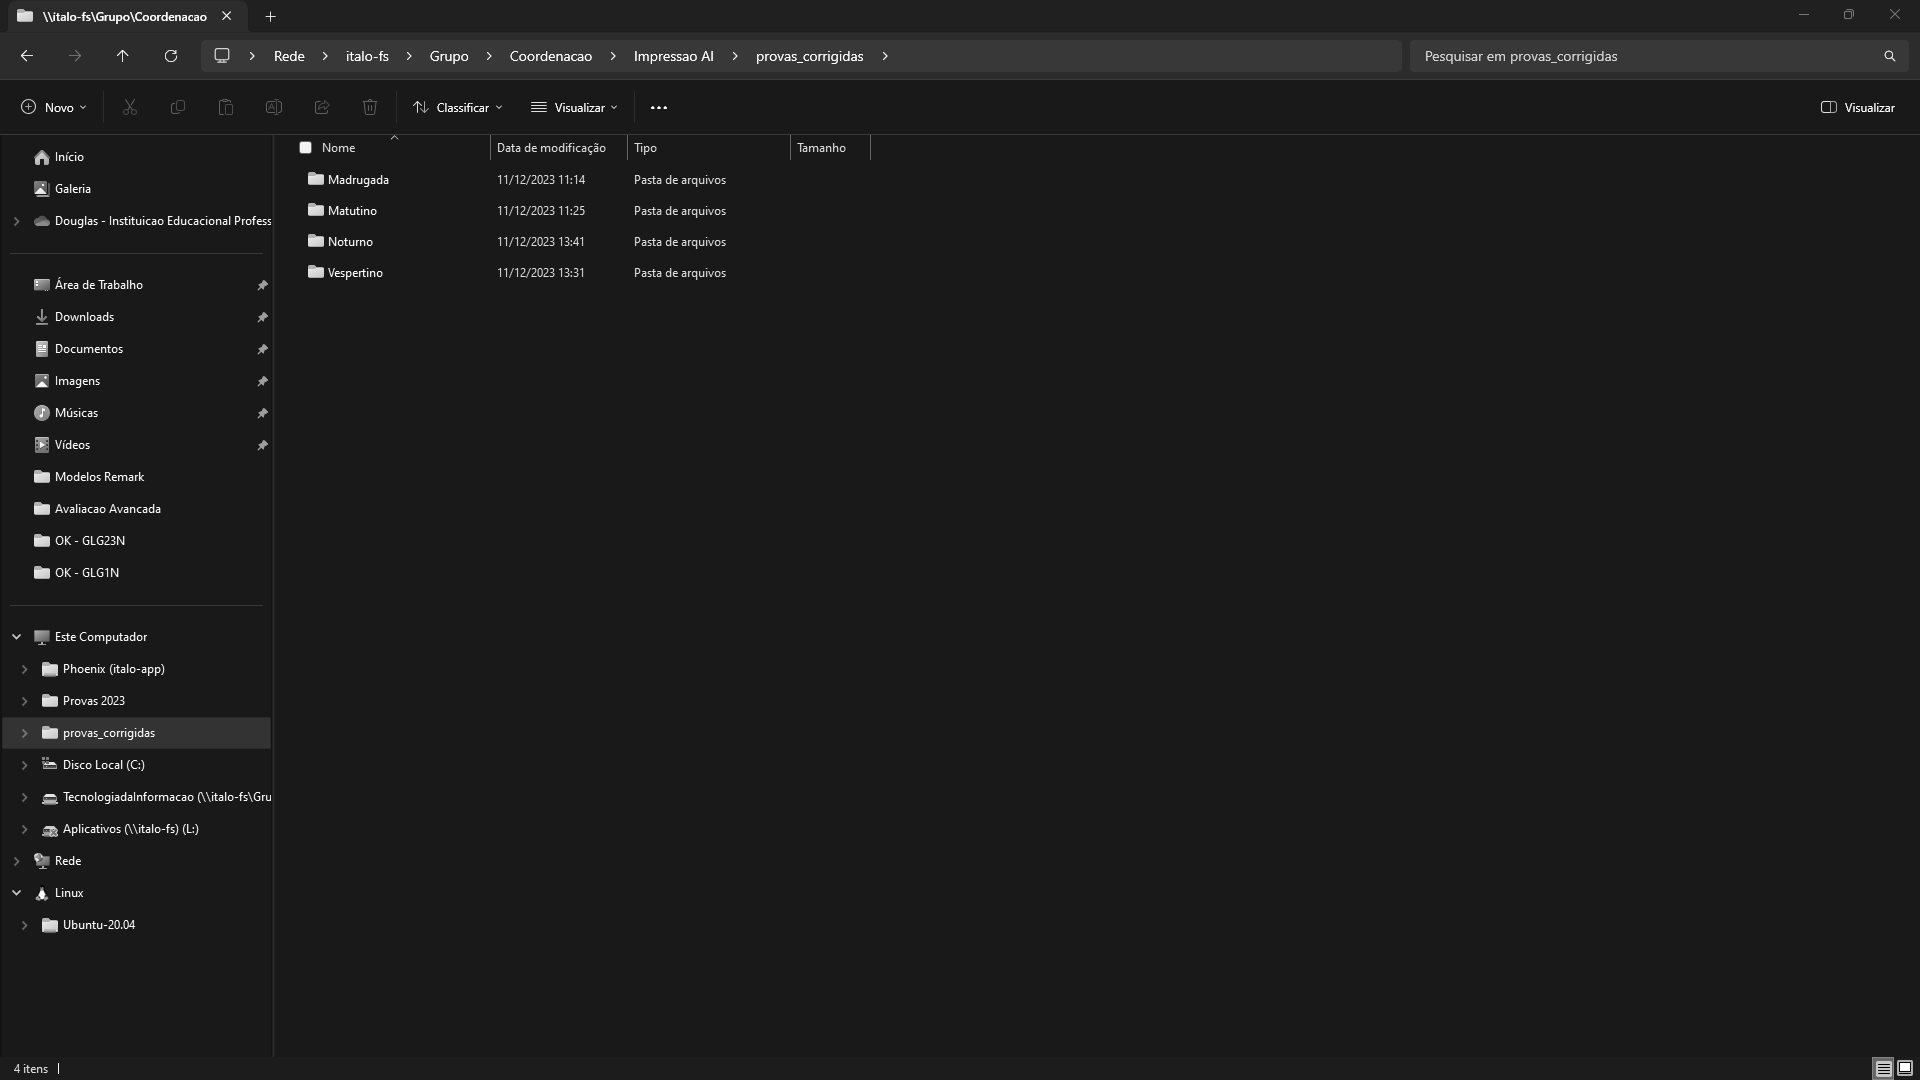 \\italo-fs\Grupo\Coordenacao
Rede italo-fs Grupo Coordenacao Impressao AI provas_corrigidas
Pesquisar em provas_corrigidas
Novo Classificar Visualizar Visualizar
Início
Galeria
Douglas - Instituicao Educacional Profess
Área de Trabalho
Downloads
Documentos
Imagens
Músicas
Vídeos
Modelos Remark
Avaliacao Avancada
OK - GLG23N
OK - GLG1N
Este Computador
Phoenix (italo-app)
Provas 2023
provas_corrigidas
Disco Local (C:)
TecnologiadaInformacao (\\italo-fs\Gru
Aplicativos (\\italo-fs) (L:)
Rede
Linux
Ubuntu-20.04
Nome Data de modificação Tipo Tamanho
Madrugada 11/12/2023 11:14 Pasta de arquivos
Matutino 11/12/2023 11:25 Pasta de arquivos
Noturno 11/12/2023 13:41 Pasta de arquivos
Vespertino 11/12/2023 13:31 Pasta de arquivos
4 itens